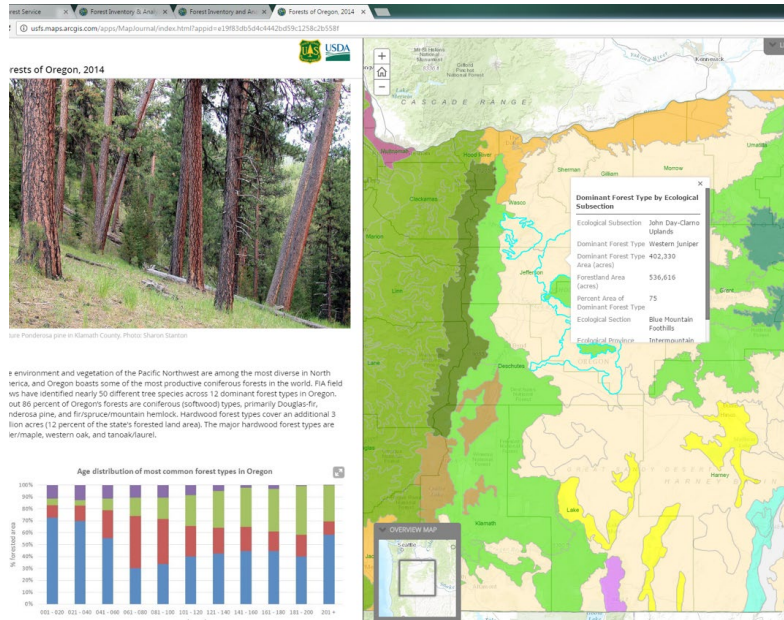 rest Service
Forest Inventory & Analy
Forest Inventory and An
Forests of Oregon, 2014
usfs.maps.arcgis.com/apps/MapJournal/index.html?appid=e19f83db5d4c4442bd59c1258c2b558f
USDA
rests of Oregon, 2014
ure Ponderosa pine in Klamath County. Photo: Sharon Stanton
e environment and vegetation of the Pacific Northwest are among the most diverse in North
nerica, and Oregon boasts some of the most productive coniferous forests in the world. FIA field
ws have identified nearly 50 different tree species across 12 dominant forest types in Oregon.
out 86 percent of Oregon's forests are coniferous (softwood) types, primarily Douglas-fir,
nderosa pine, and fir/spruce/mountain hemlock. Hardwood forest types cover an additional 3
llion acres (12 percent of the state's forested land area). The major hardwood forest types are
ler/maple, western oak, and tanoak/laurel.
Age distribution of most common forest types in Oregon
% forested area
100%
90%
80%
70%
60%
50%
40%
30%
20%
10%
0%
001 - 020 021 - 040 041 - 060 061 - 080 081 - 100 101 - 120 121 - 140 141 - 160 161 - 180 181 - 200 201 +
CASCADE RANGE
Kennewick
Hood River
Multnomah
Sherman
Gilliam
Morrow
Umatilla
Clackamas
Wasco
Marion
Jefferson
Linn
Grant
Lane
Deschutes
Harney
Lake
Klamath
Dominant Forest Type by Ecological
Subsection
Ecological Subsection John Day-Clarno
Uplands
Dominant Forest Type Western Juniper
Dominant Forest Type 402,330
Area (acres)
Forestland Area 536,616
(acres)
Percent Area of 75
Dominant Forest Type
Ecological Section Blue Mountain
Foothills
Ecological Province Intermountain
OVERVIEW MAP
Seattle